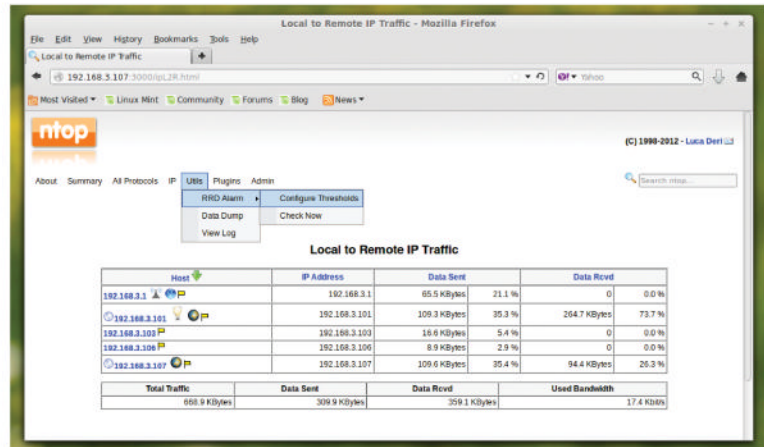 Local to Remote IP Traffic - Mozilla Firefox
File Edit View History Bookmarks Tools Help
Local to Remote IP Traffic
192.168.3.107:3000/ipL2R.html Yahoo
Most Visited Linux Mint Community Forums Blog News
ntop
(C) 1998-2012 - Luca Deri
About Summary All Protocols IP Utils Plugins Admin
Search ntop...
RRD Alarm Configure Thresholds
Data Dump Check Now
View Log
Local to Remote IP Traffic
Host IP Address Data Sent Data Rcvd
192.168.3.1 192.168.3.1 65.5 KBytes 21.1 % 0 0.0 %
192.168.3.101 192.168.3.101 109.3 KBytes 35.3 % 264.7 KBytes 73.7 %
192.168.3.103 192.168.3.103 16.6 KBytes 5.4 % 0 0.0 %
192.168.3.106 192.168.3.106 8.9 KBytes 2.9 % 0 0.0 %
192.168.3.107 192.168.3.107 109.6 KBytes 35.4 % 94.4 KBytes 26.3 %
Total Traffic Data Sent Data Rcvd Used Bandwidth
668.9 KBytes 309.9 KBytes 359.1 KBytes 17.4 Kbit/s